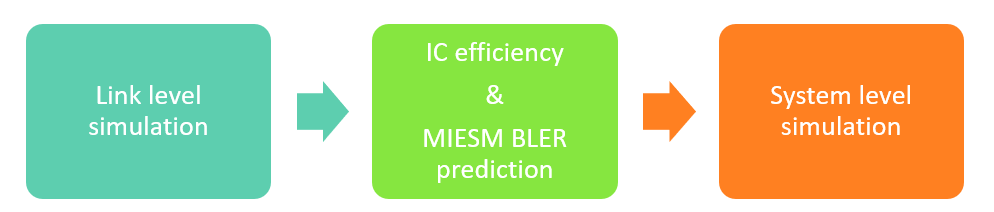 Link level
simulation
IC efficiency
&
MIESM BLER
prediction
System level
simulation